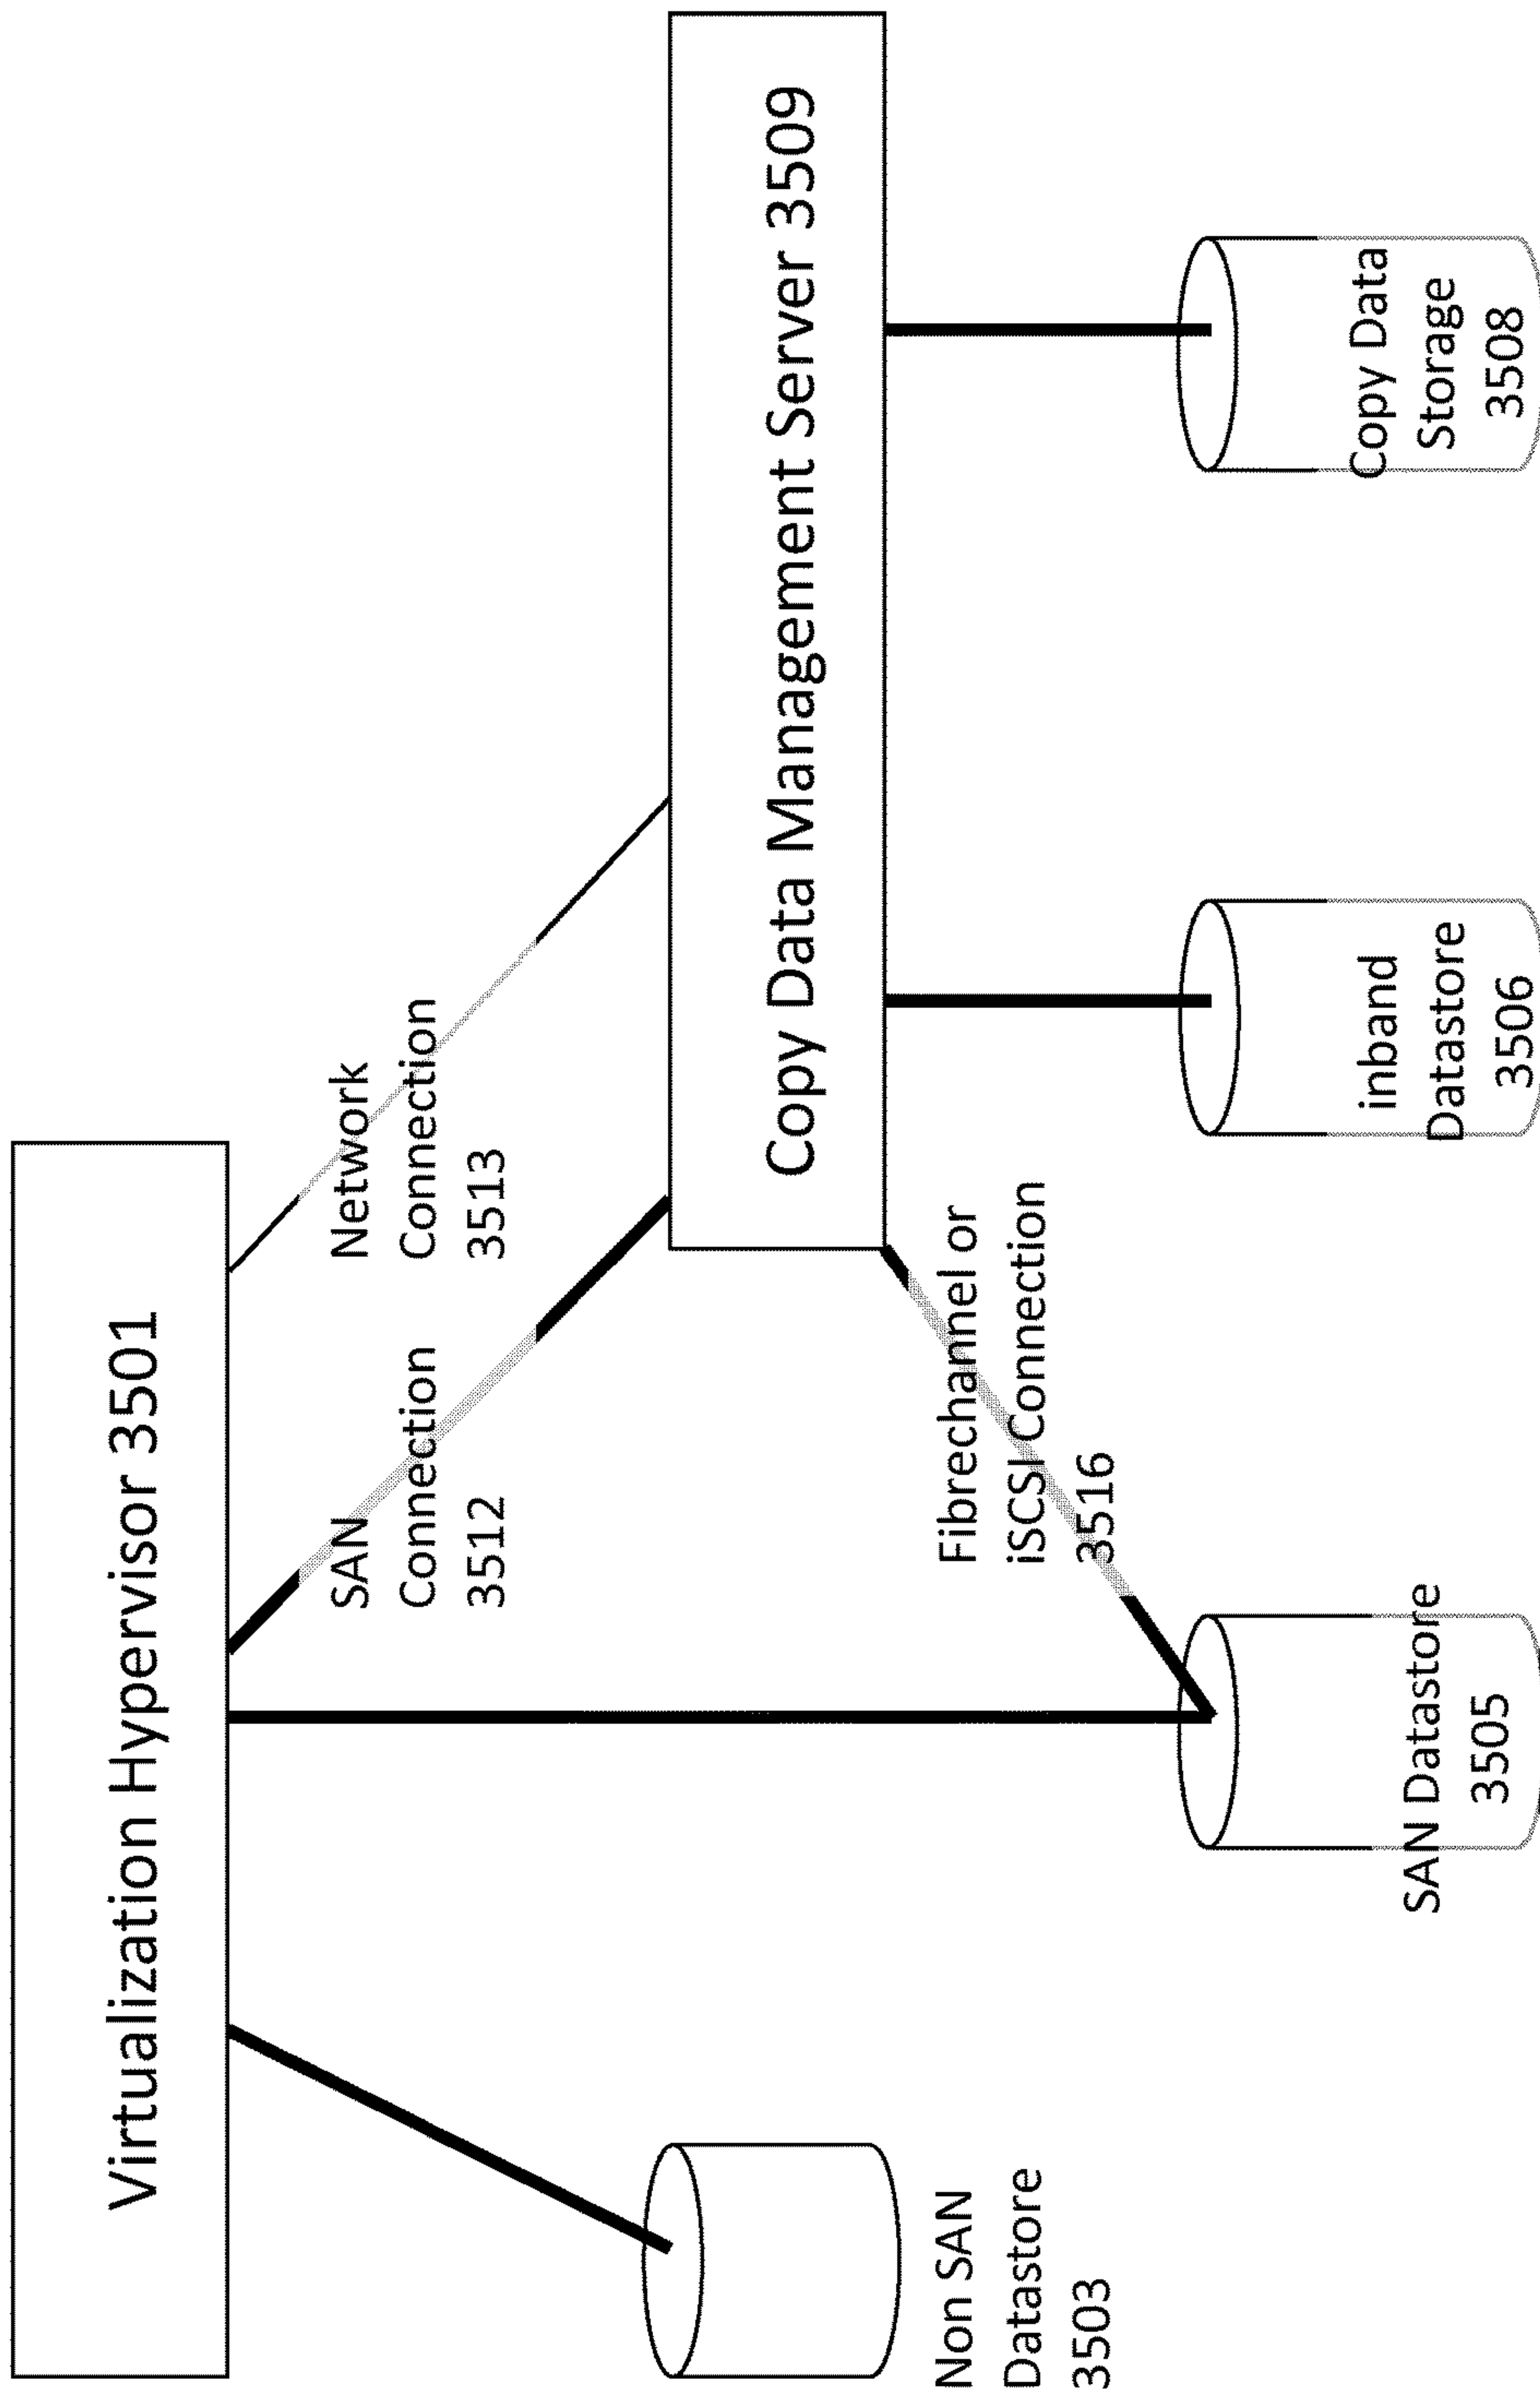 Virtualization Hypervisor 3501
SAN
Connection
3512
Network
Connection
3513
Copy Data Management Server 3509
Non SAN
Datastore
3503
Fibrechannel or
iSCSI Connection
3516
SAN Datastore
3505
inband
Datastore
3506
Copy Data
Storage
3508